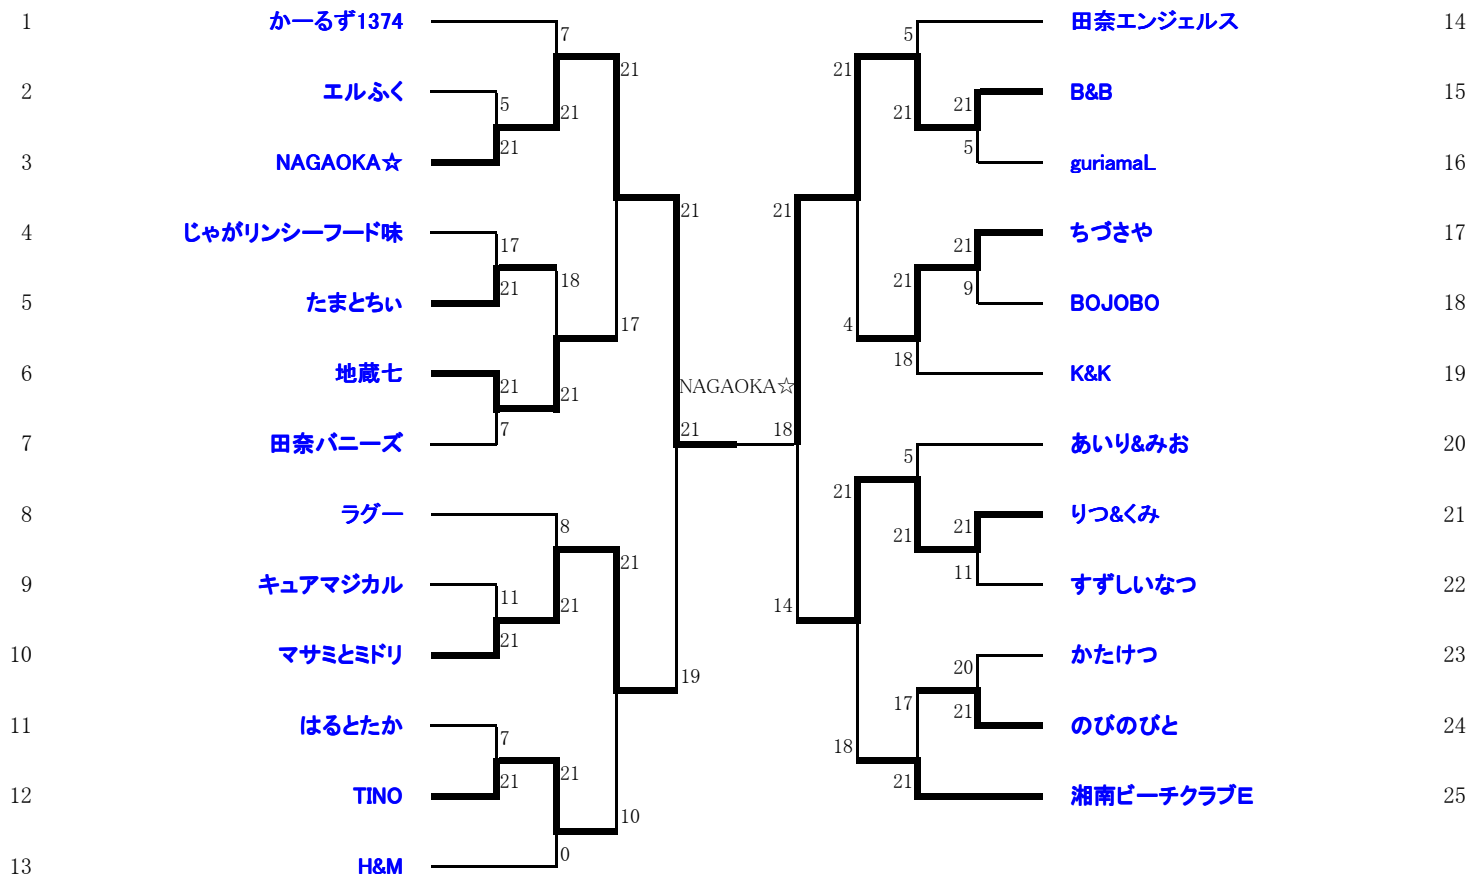 1 かーるず1374 7 5 田奈エンジェルス 14
21 21
2 エルふく 5 21 21 21 B&B 15
3 NAGAOKA☆ 21 5 guriamaL 16
21 21
4 じゃがリンシーフード味 17 21 ちづさや 17
5 たまとちぃ 21 18 21 9 BOJOBO 18
17 4
6 地蔵七 21 21 NAGAOKA☆ 18 K&K 19
7 田奈バニーズ 7 21 18 5 あいり&みお 20
21
8 ラグー 8 21 21 りつ&くみ 21
21
9 キュアマジカル 11 21 14 11 すずしいなつ 22
10 マサミとミドリ 21 19 20 かたけつ 23
11 はるとたか 7 17 21 のびのびと 24
18
12 TINO 21 21 21 湘南ビーチクラブE 25
10
13 H&M 0